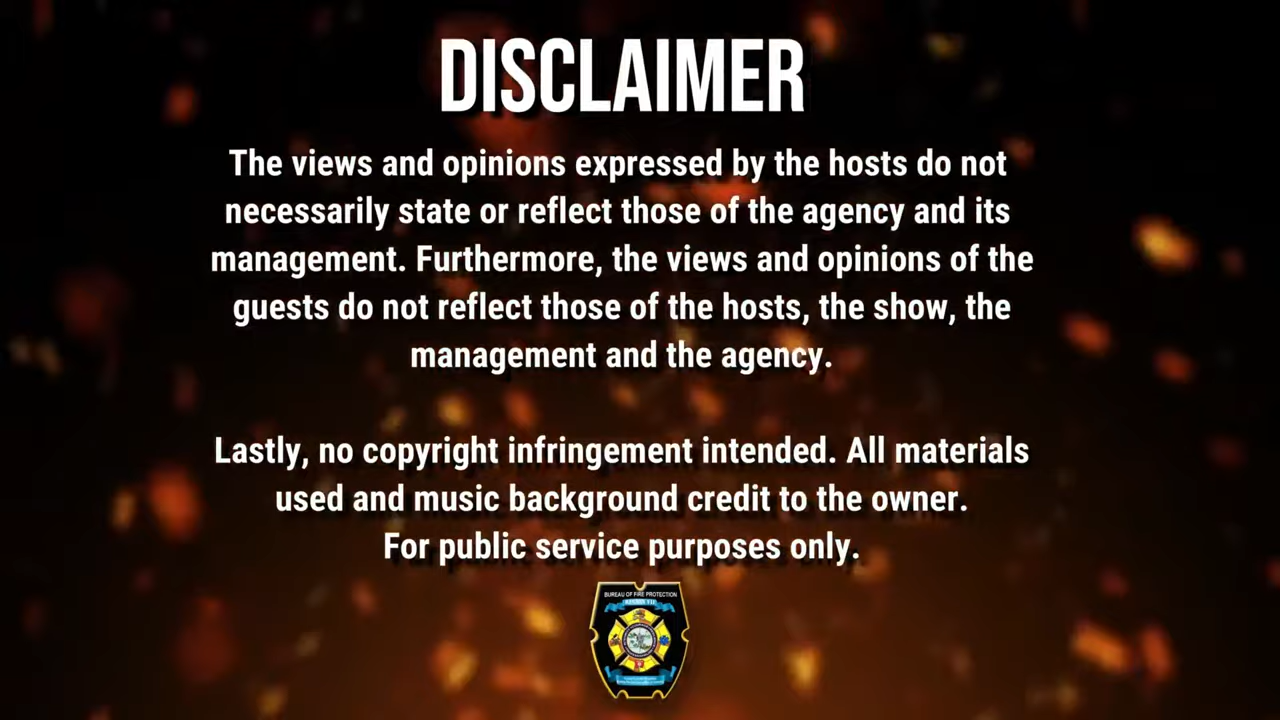 DISCLAIMER
The views and opinions expressed by the hosts do not
necessarily state or reflect those of the agency and its
management. Furthermore, the views and opinions of the
guests do not reflect those of the hosts, the show, the
management and the agency.
Lastly, no copyright infringement intended. All materials
used and music background credit to the owner.
For public service purposes only.
BUREAU OF FIRE PROTECTION